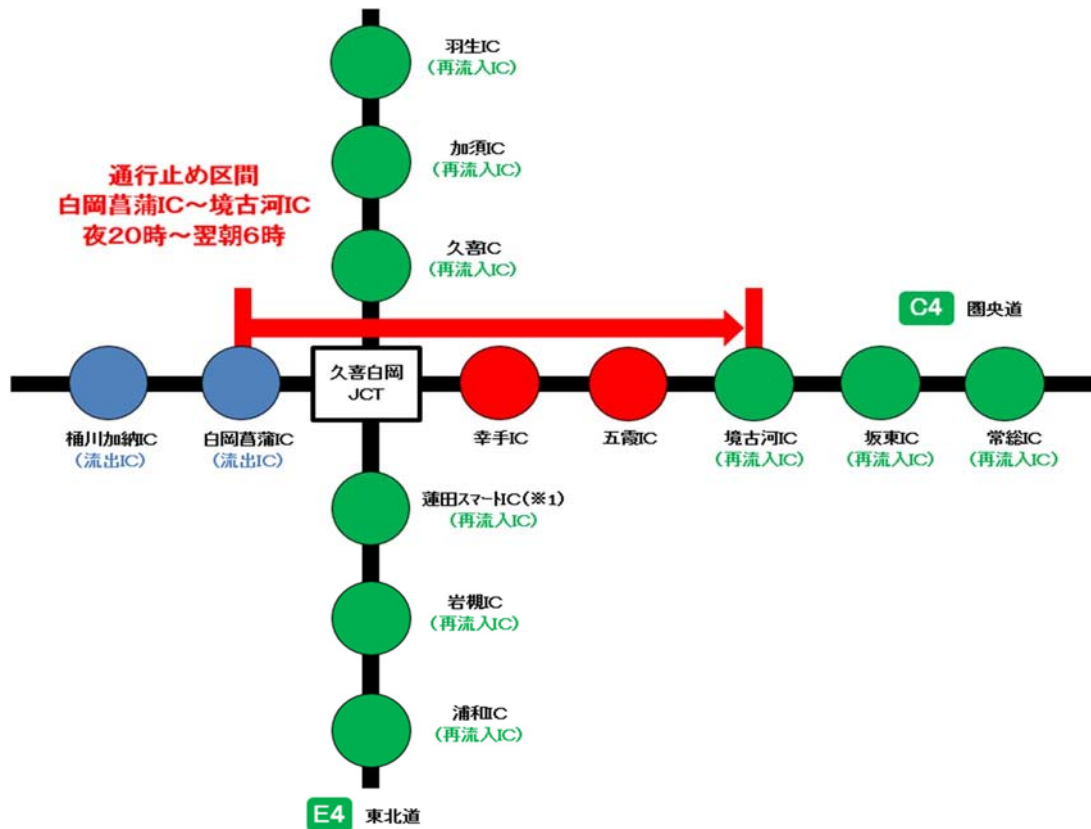 羽生IC
(再流入IC)
加須IC
(再流入IC)
通行止め区間
白岡菖蒲IC～境古河IC
夜20時～翌朝6時
久喜IC
(再流入IC)
C4 圏央道
久喜白岡
JCT
桶川加納IC
(流出IC)
白岡菖蒲IC
(流出IC)
幸手IC
五霞IC
境古河IC
(再流入IC)
坂東IC
(再流入IC)
常総IC
(再流入IC)
蓮田スマートIC(※1)
(再流入IC)
岩槻IC
(再流入IC)
浦和IC
(再流入IC)
E4 東北道